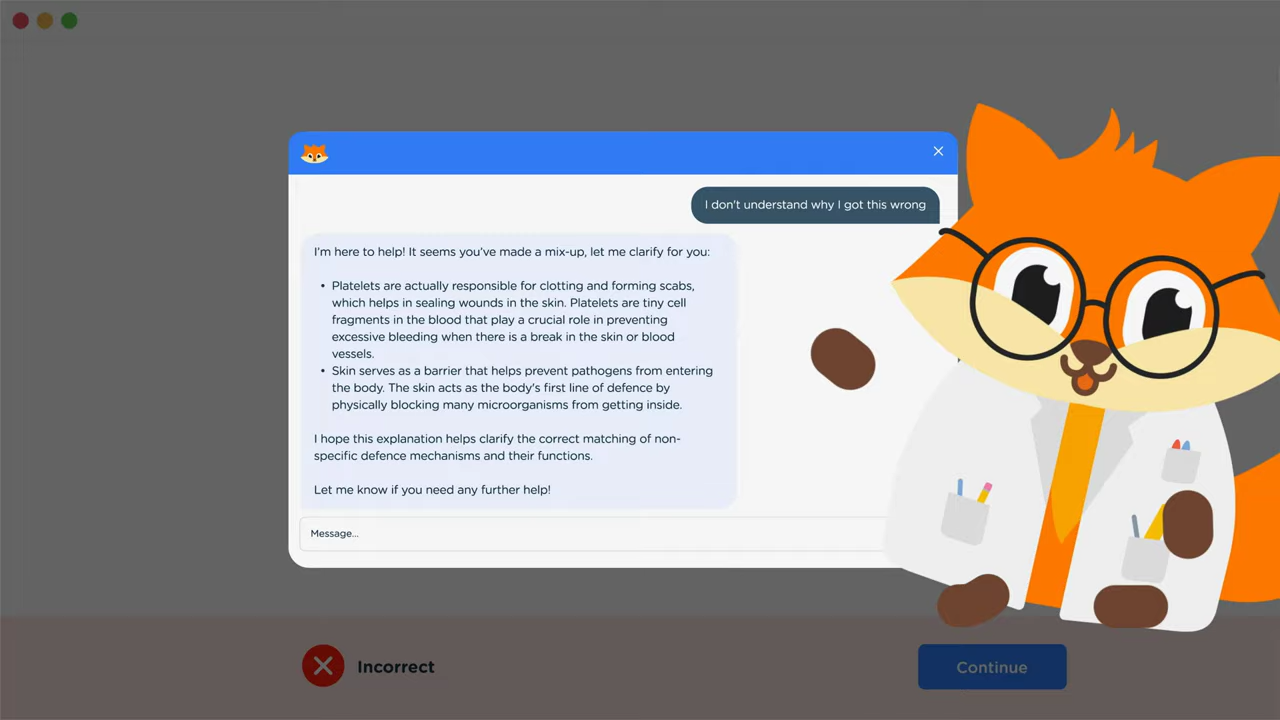 I don't understand why I got this wrong
I'm here to help! It seems you've made a mix-up, let me clarify for you:
• Platelets are actually responsible for clotting and forming scabs,
which helps in sealing wounds in the skin. Platelets are tiny cell
fragments in the blood that play a crucial role in preventing
excessive bleeding when there is a break in the skin or blood
vessels.
• Skin serves as a barrier that helps prevent pathogens from entering
the body. The skin acts as the body's first line of defence by
physically blocking many microorganisms from getting inside.
I hope this explanation helps clarify the correct matching of non-
specific defence mechanisms and their functions.
Let me know if you need any further help!
Message...
Incorrect
Continue